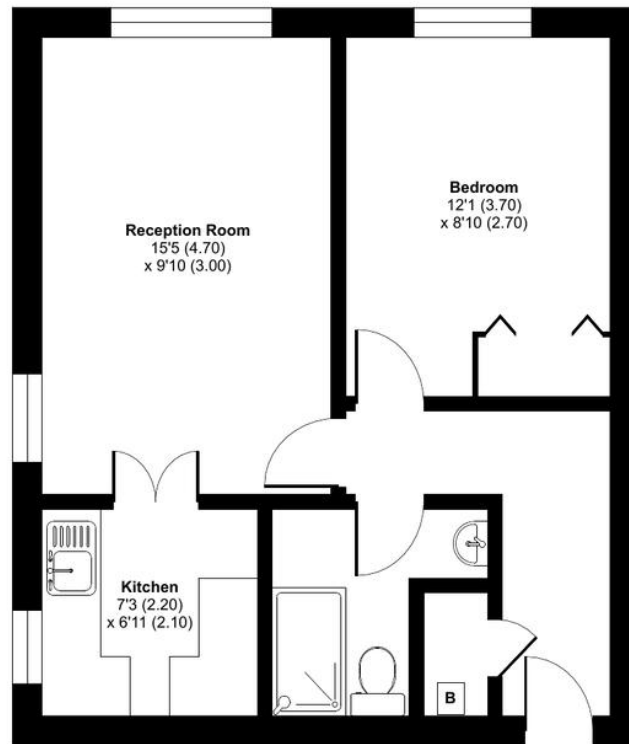 Bedroom
12'1 (3.70)
x 8'10 (2.70)
Reception Room
15'5 (4.70)
x 9'10 (3.00)
Kitchen
7'3 (2.20)
x 6'11 (2.10)
B